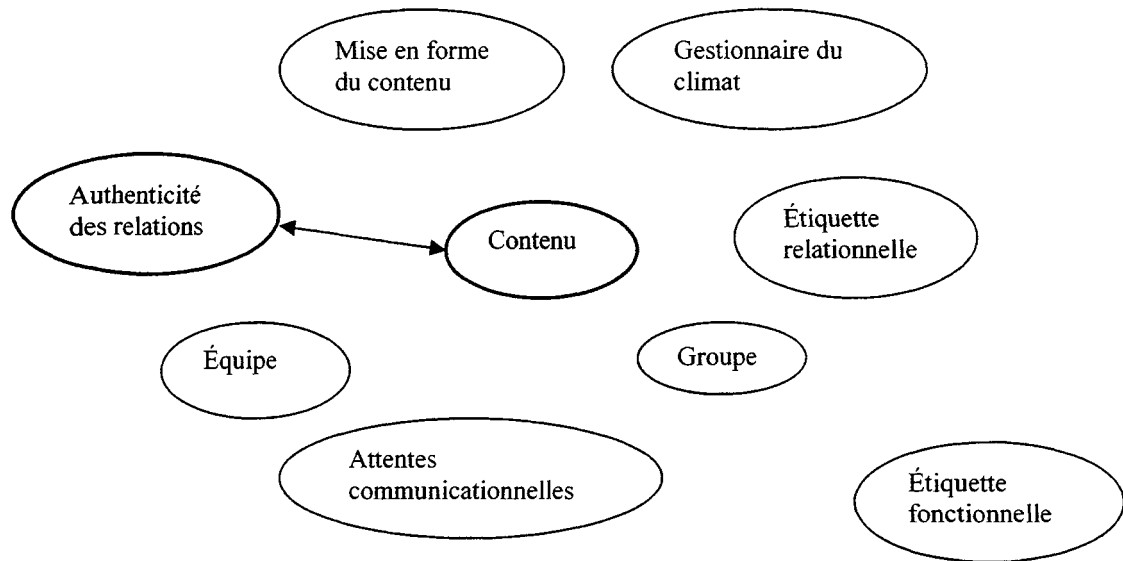 Mise en forme
du contenu
Gestionnaire du
climat
Authenticité
des relations
Contenu
Étiquette
relationnelle
Équipe
Groupe
Attentes
communicationnelles
Étiquette
fonctionnelle